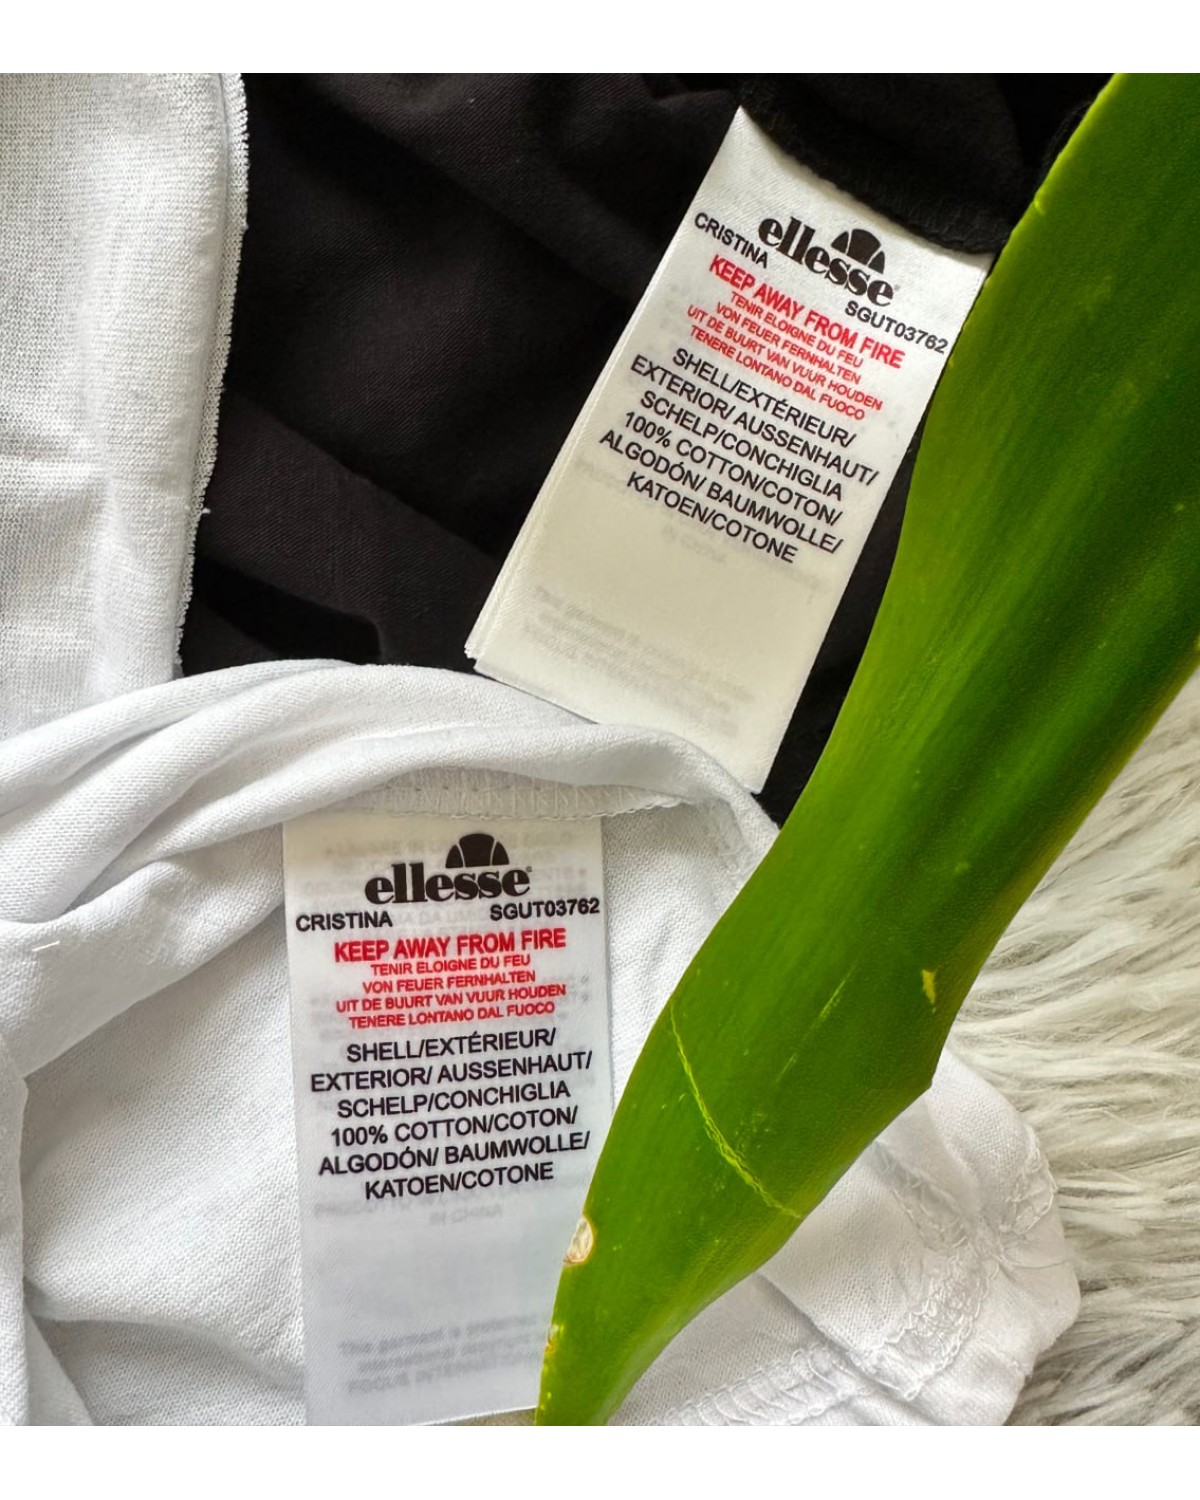 ellesse
CRISTINA
SGUT03762
KEEP AWAY FROM FIRE
TENIR ELOIGNE DU FEU
VON FEUER FERNHALTEN
UIT DE BUURT VAN VUUR HOUDEN
TENERE LONTANO DAL FUOCO
SHELL/EXTÉRIEUR/
EXTERIOR/ AUSSENHAUT/
SCHELP/CONCHIGLIA
100% COTTON/COTON/
ALGODÓN/ BAUMWOLLE/
KATOEN/COTONE
ellesse
CRISTINA SGUT03762
KEEP AWAY FROM FIRE
TENIR ELOIGNE DU FEU
VON FEUER FERNHALTEN
UIT DE BUURT VAN VUUR HOUDEN
TENERE LONTANO DAL FUOCO
SHELL/EXTÉRIEUR/
EXTERIOR/ AUSSENHAUT/
SCHELP/CONCHIGLIA
100% COTTON/COTON/
ALGODÓN/ BAUMWOLLE/
KATOEN/COTONE